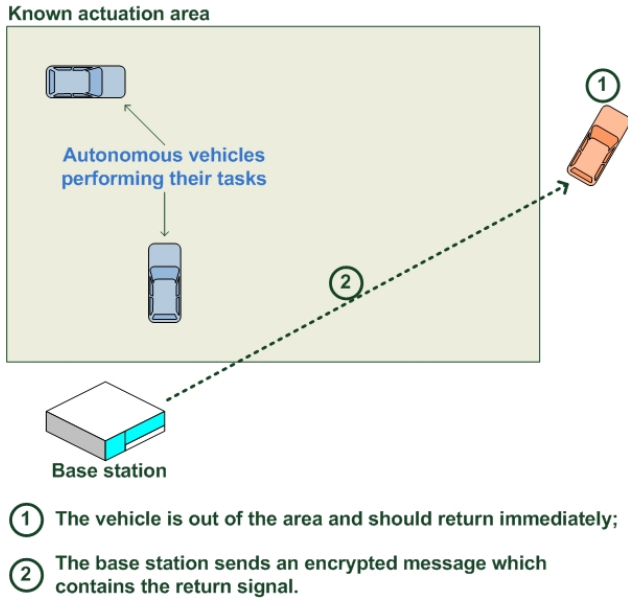 Known actuation area
1
Autonomous vehicles
performing their tasks
2
Base station
1 The vehicle is out of the area and should return immediately;
2 The base station sends an encrypted message which
contains the return signal.